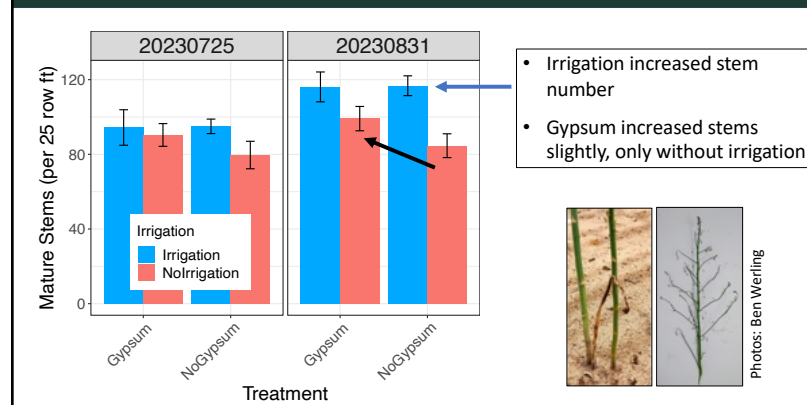 20230725
20230831
Mature Stems (per 25 row ft)
120
80
40
0
Irrigation
Irrigation
NoIrrigation
Gypsum
NoGypsum
Gypsum
NoGypsum
Treatment
• Irrigation increased stem
number
• Gypsum increased stems
slightly, only without irrigation
Photos: Ben Werling